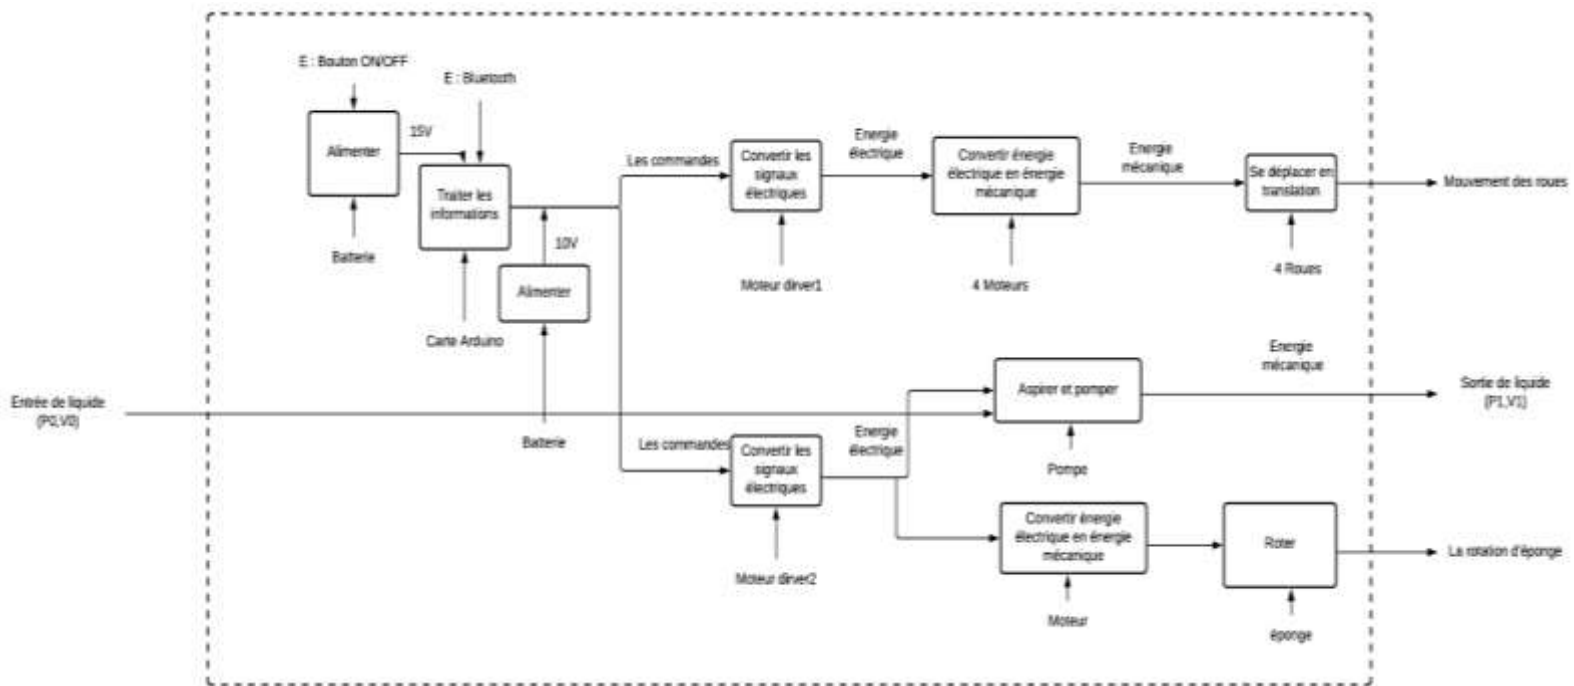 E : Bouton ON/OFF
E : Bluetooth
15V
Alimenter
Traiter les
informations
Batterie
10V
Alimenter
Carte Arduino
Batterie
Les commandes
Convertir les
signaux
électriques
Moteur dirver1
Energie
électrique
Convertir énergie
électrique en énergie
mécanique
4 Moteurs
Energie
mécanique
Se déplacer en
translation
4 Roues
Mouvement des roues
Entrée de liquide
(P0,V0)
Les commandes
Convertir les
signaux
électriques
Moteur dirver2
Energie
électrique
Aspirer et pomper
Pompe
Energie
mécanique
Sortie de liquide
(P1,V1)
Convertir énergie
électrique en énergie
mécanique
Moteur
Roter
éponge
La rotation d'éponge